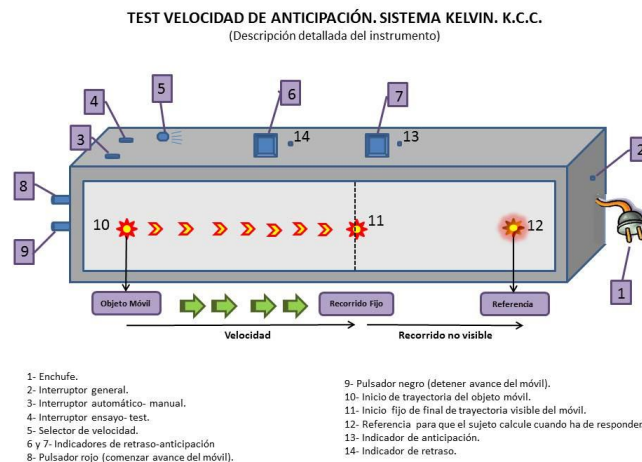 TEST VELOCIDAD DE ANTICIPACIÓN. SISTEMA KELVIN. K.C.C.
(Descripción detallada del instrumento)
5
6
7
4
14
13
3
2
8
10
11
12
9
1
Objeto Móvil
Recorrido Fijo
Referencia
Velocidad
Recorrido no visible
1- Enchufe.
2- Interruptor general.
3- Interruptor automático- manual.
4- Interruptor ensayo- test.
5- Selector de velocidad.
6 y 7- Indicadores de retraso-anticipación
8- Pulsador rojo (comenzar avance del móvil).
9- Pulsador negro (detener avance del móvil).
10- Inicio de trayectoria del objeto móvil.
11- Inicio fijo de final de trayectoria visible del móvil.
12- Referencia para que el sujeto calcule cuando ha de responder
13- Indicador de anticipación.
14- Indicador de retraso.